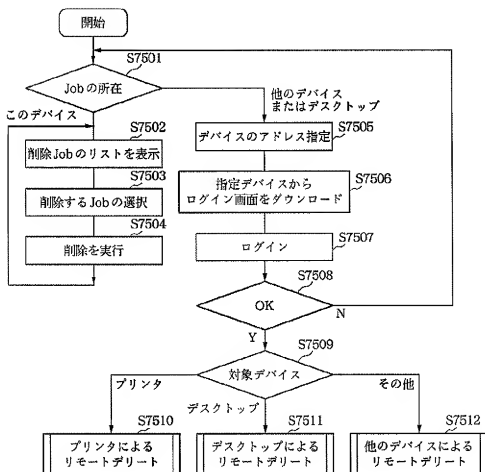 開始
S7501
Jobの所在
このデバイス
他のデバイス
またはデスクトップ
S7502
削除Jobのリストを表示
S7503
削除するJobの選択
S7504
削除を実行
S7505
デバイスのアドレス指定
S7506
指定デバイスから
ログイン画面をダウンロード
S7507
ログイン
S7508
OK
N
Y
S7509
対象デバイス
プリンタ
デスクトップ
その他
S7510
プリンタによる
リモートデリート
S7511
デスクトップによる
リモートデリート
S7512
他のデバイスによる
リモートデリート